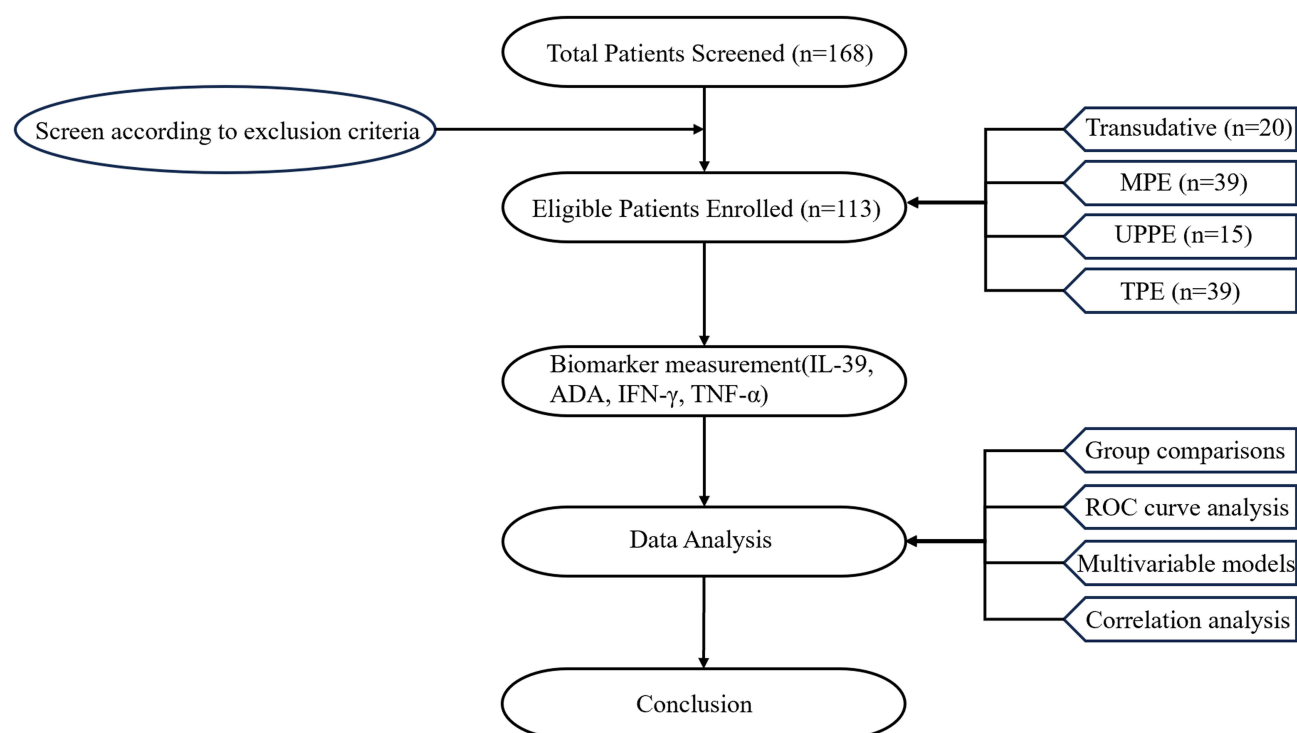 Total Patients Screened (n=168)
Screen according to exclusion criteria
Transudative (n=20)
MPE (n=39)
UPPE (n=15)
TPE (n=39)
Eligible Patients Enrolled (n=113)
Biomarker measurement(IL-39,
ADA, IFN-γ, TNF-α)
Group comparisons
ROC curve analysis
Multivariable models
Correlation analysis
Data Analysis
Conclusion